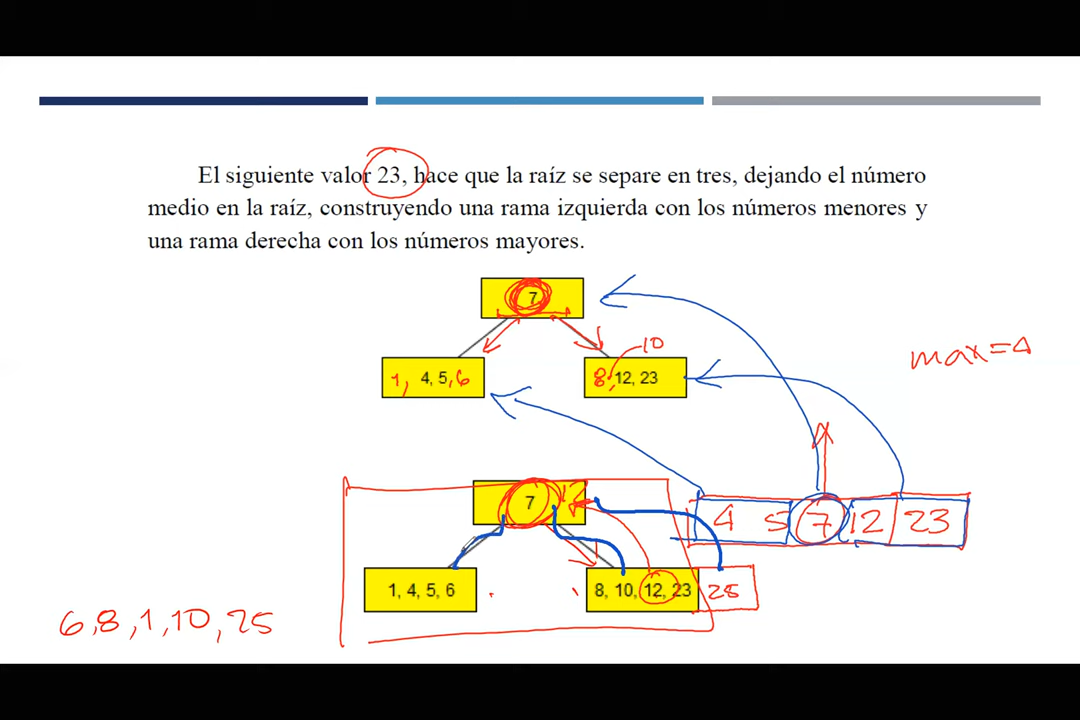 El siguiente valor 23, hace que la raíz se separe en tres, dejando el número
medio en la raíz, construyendo una rama izquierda con los números menores y
una rama derecha con los números mayores.
7
10
max=4
1, 4, 5, 6
8, 12, 23
7
4 5 7 12 23
1, 4, 5, 6
8, 10, 12, 23
25
6,8,1,10,25